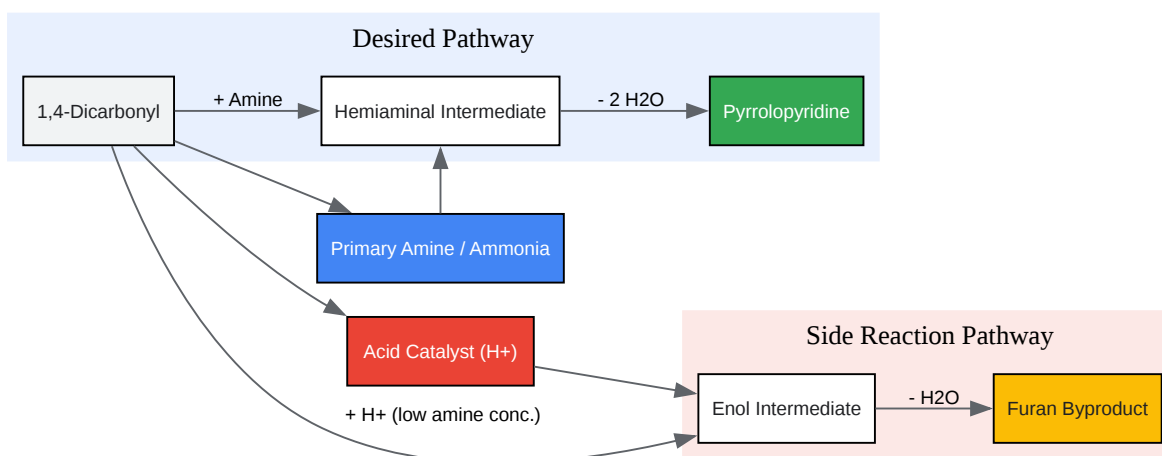 Desired Pathway
1,4-Dicarbonyl
+ Amine
Hemiaminal Intermediate
- 2 H2O
Pyrrolopyridine
Primary Amine / Ammonia
Acid Catalyst (H+)
+ H+ (low amine conc.)
Side Reaction Pathway
Enol Intermediate
- H2O
Furan Byproduct